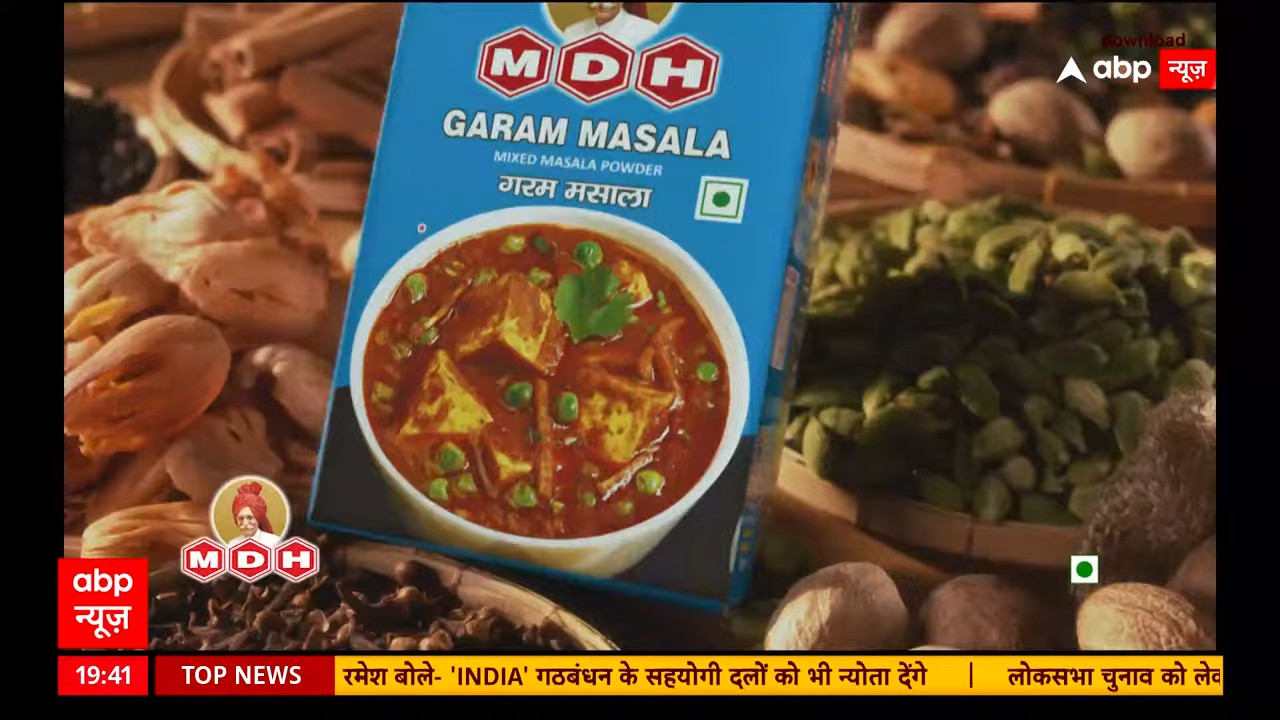 download
abp न्यूज़
MDH
GARAM MASALA
MIXED MASALA POWDER
गरम मसाला
MDH
abp
न्यूज़
19:41 TOP NEWS रमेश बोले- 'INDIA' गठबंधन के सहयोगी दलों को भी न्योता देंगे | लोकसभा चुनाव को